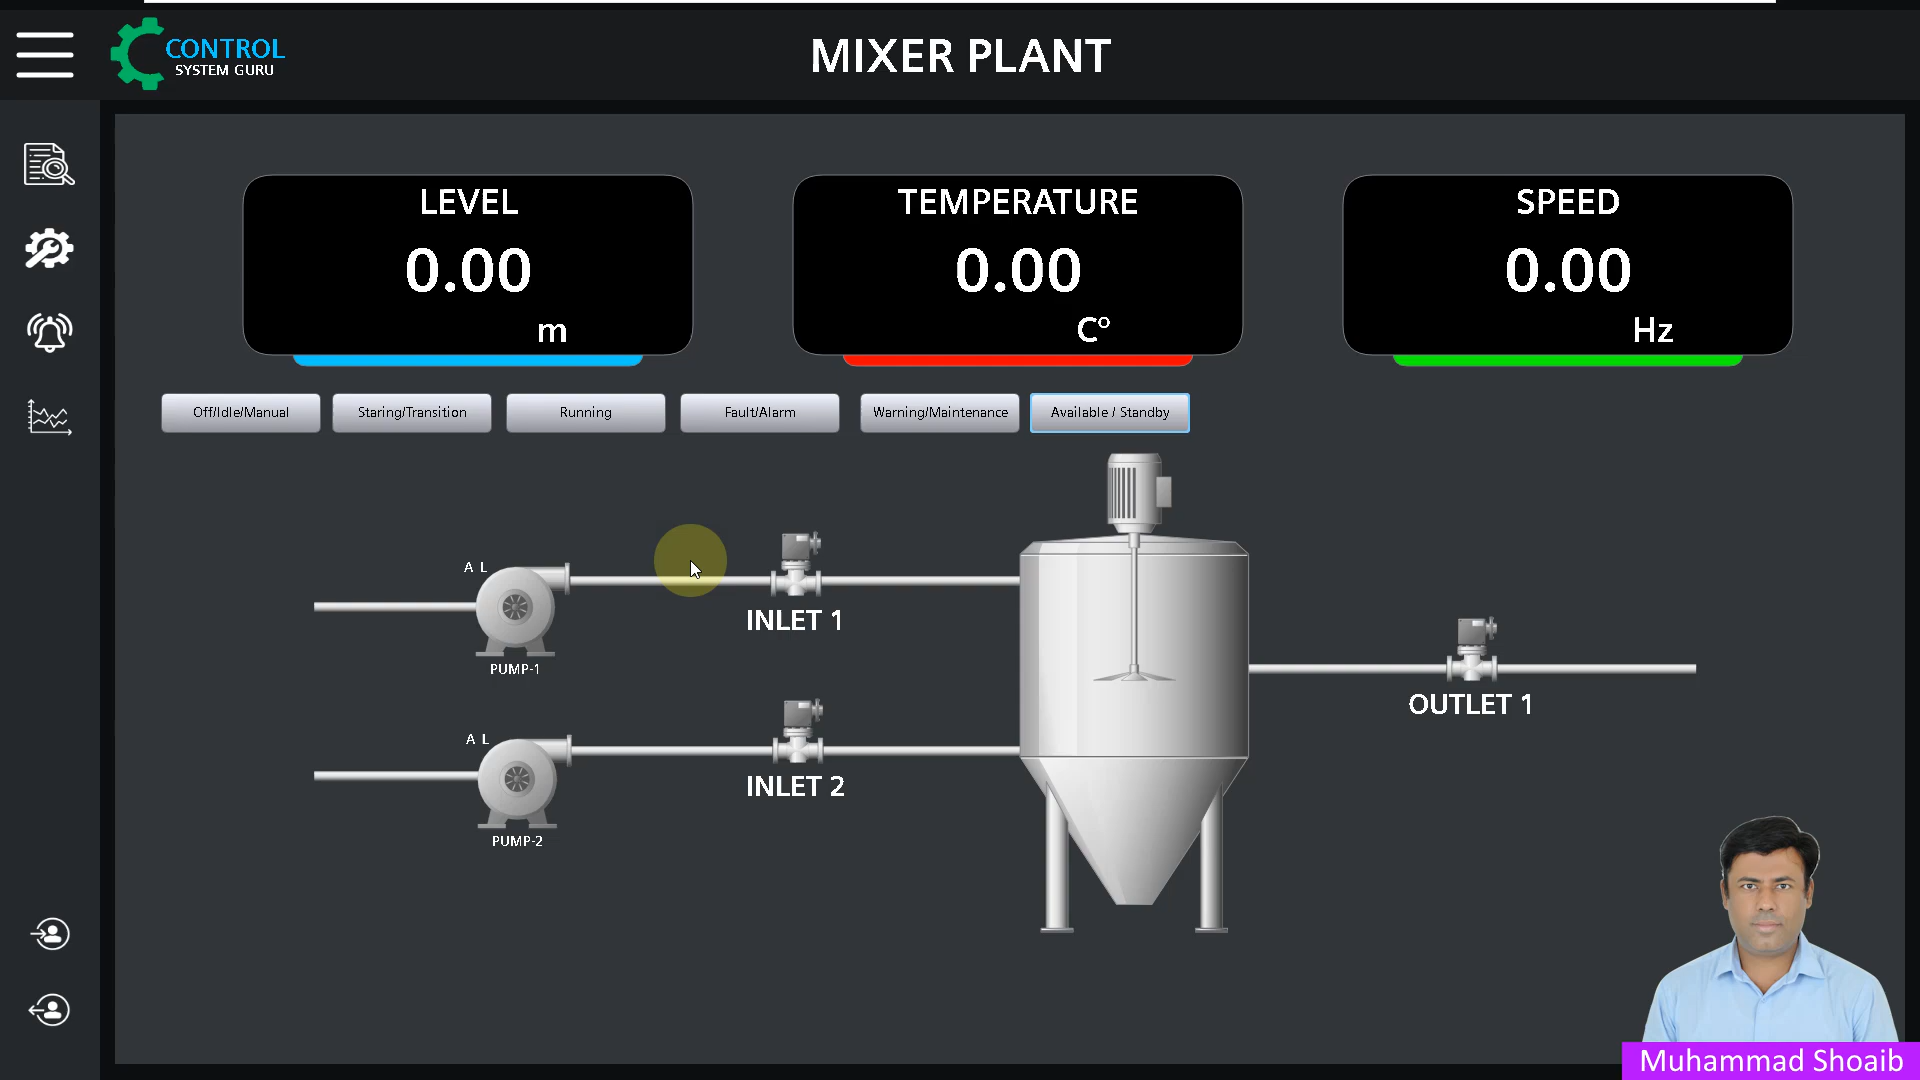 CONTROL
SYSTEM GURU
MIXER PLANT
LEVEL
0.00
m
TEMPERATURE
0.00
Cº
SPEED
0.00
Hz
Off/Idle/Manual
Staring/Transition
Running
Fault/Alarm
Warning/Maintenance
Available / Standby
A L
PUMP-1
INLET 1
A L
PUMP-2
INLET 2
OUTLET 1
Muhammad Shoaib